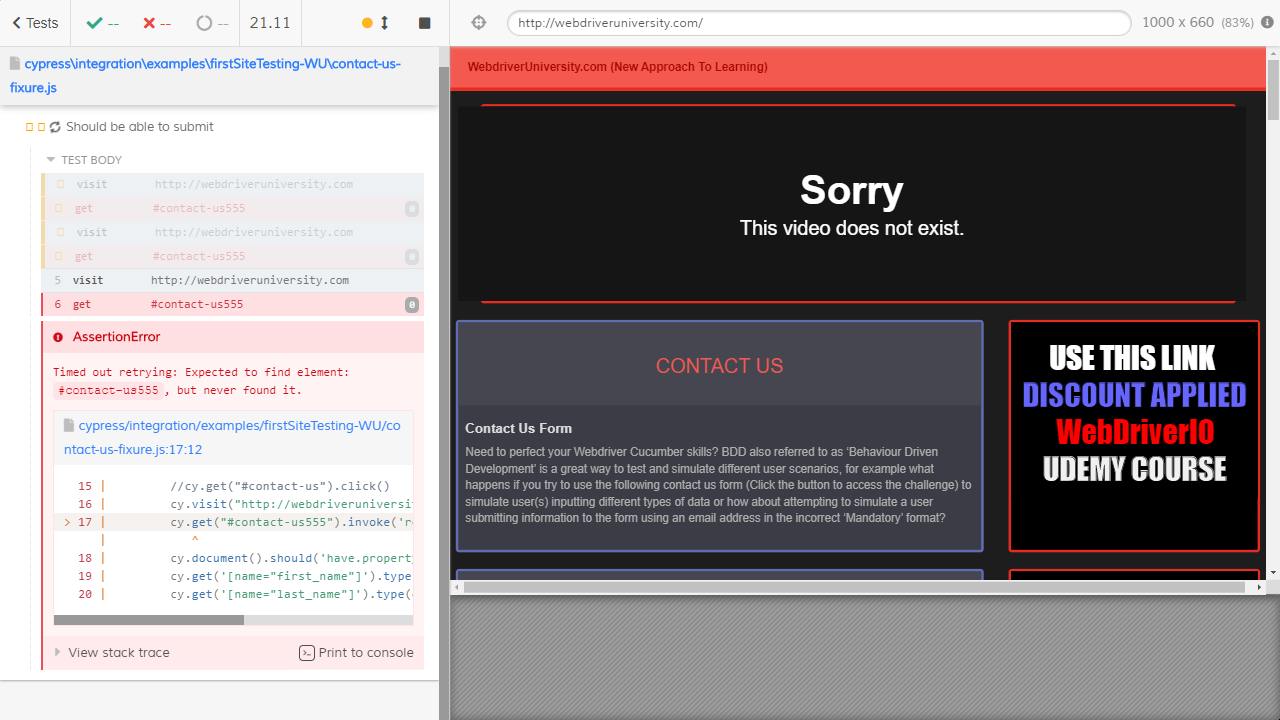 Tests
--
--
--
21.11
http://webdriveruniversity.com/
1000 x 660 (83%)
cypress\integration\examples\firstSiteTesting-WU\contact-us-
fixure.js
Should be able to submit
TEST BODY
visit http://webdriveruniversity.com
get #contact-us555 0
visit http://webdriveruniversity.com
get #contact-us555 0
5 visit http://webdriveruniversity.com
6 get #contact-us555 0
AssertionError
Timed out retrying: Expected to find element:
#contact-us555, but never found it.
cypress/integration/examples/firstSiteTesting-WU/co
ntact-us-fixure.js:17:12
15 | //cy.get("#contact-us").click()
16 | cy.visit("http://webdriveruniversit
> 17 | cy.get("#contact-us555").invoke('r
| ^
18 | cy.document().should('have.property
19 | cy.get('[name="first_name"]').type
20 | cy.get('[name="last_name"]').type(
View stack trace
Print to console
WebdriverUniversity.com (New Approach To Learning)
Sorry
This video does not exist.
CONTACT US
Contact Us Form
Need to perfect your Webdriver Cucumber skills? BDD also referred to as ‘Behaviour Driven
Development’ is a great way to test and simulate different user scenarios, for example what
happens if you try to use the following contact us form (Click the button to access the challenge) to
simulate user(s) inputting different types of data or how about attempting to simulate a user
submitting information to the form using an email address in the incorrect ‘Mandatory’ format?
USE THIS LINK
DISCOUNT APPLIED
WebDriverIO
UDEMY COURSE